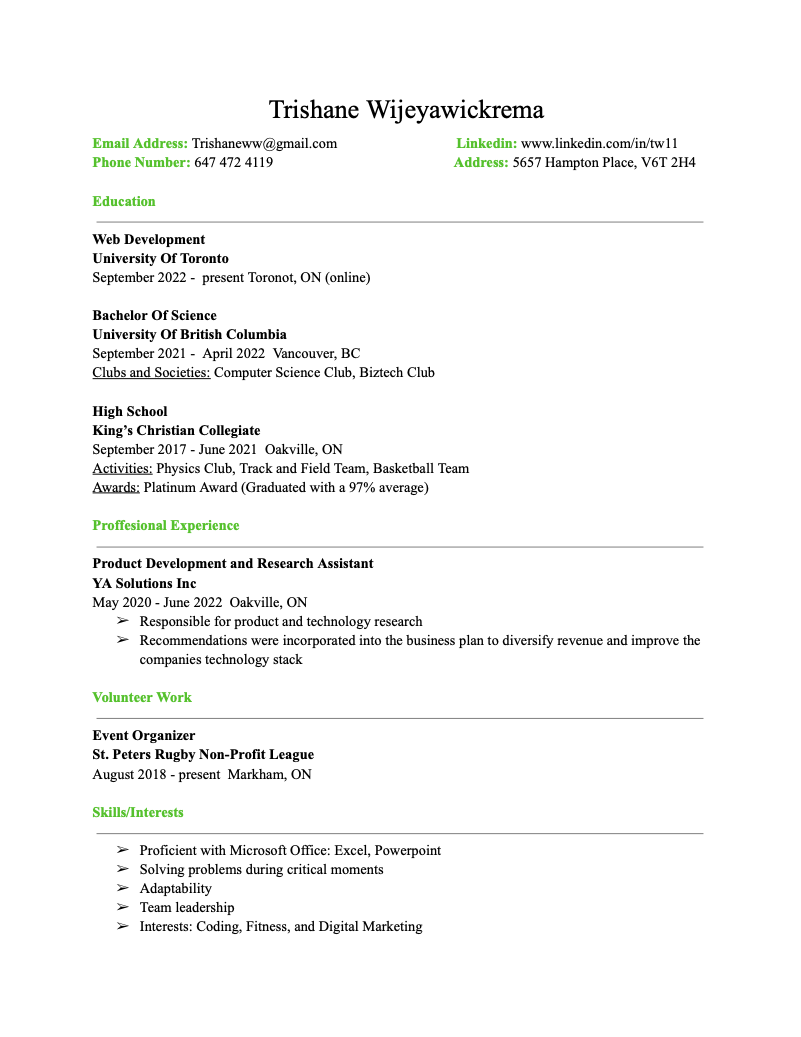 Trishane Wijeyawickrema
Email Address: Trishaneww@gmail.com Linkedin: www.linkedin.com/in/tw11
Phone Number: 647 472 4119 Address: 5657 Hampton Place, V6T 2H4
Education
Web Development
University Of Toronto
September 2022 - present Toronot, ON (online)
Bachelor Of Science
University Of British Columbia
September 2021 - April 2022 Vancouver, BC
Clubs and Societies: Computer Science Club, Biztech Club
High School
King’s Christian Collegiate
September 2017 - June 2021 Oakville, ON
Activities: Physics Club, Track and Field Team, Basketball Team
Awards: Platinum Award (Graduated with a 97% average)
Proffesional Experience
Product Development and Research Assistant
YA Solutions Inc
May 2020 - June 2022 Oakville, ON
➢ Responsible for product and technology research
➢ Recommendations were incorporated into the business plan to diversify revenue and improve the
companies technology stack
Volunteer Work
Event Organizer
St. Peters Rugby Non-Profit League
August 2018 - present Markham, ON
Skills/Interests
➢ Proficient with Microsoft Office: Excel, Powerpoint
➢ Solving problems during critical moments
➢ Adaptability
➢ Team leadership
➢ Interests: Coding, Fitness, and Digital Marketing